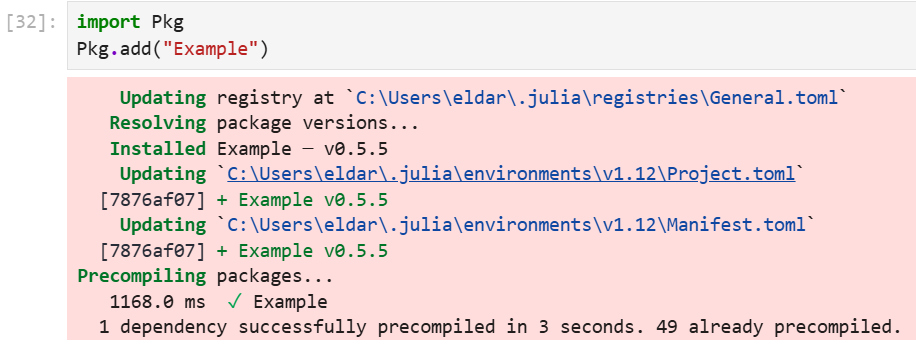 [32]: import Pkg
Pkg.add("Example")
Updating registry at `C:\Users\eldar\.julia\registries\General.toml`
Resolving package versions...
Installed Example ─ v0.5.5
Updating `C:\Users\eldar\.julia\environments\v1.12\Project.toml`
[7876af07] + Example v0.5.5
Updating `C:\Users\eldar\.julia\environments\v1.12\Manifest.toml`
[7876af07] + Example v0.5.5
Precompiling packages...
1168.0 ms ✓ Example
1 dependency successfully precompiled in 3 seconds. 49 already precompiled.